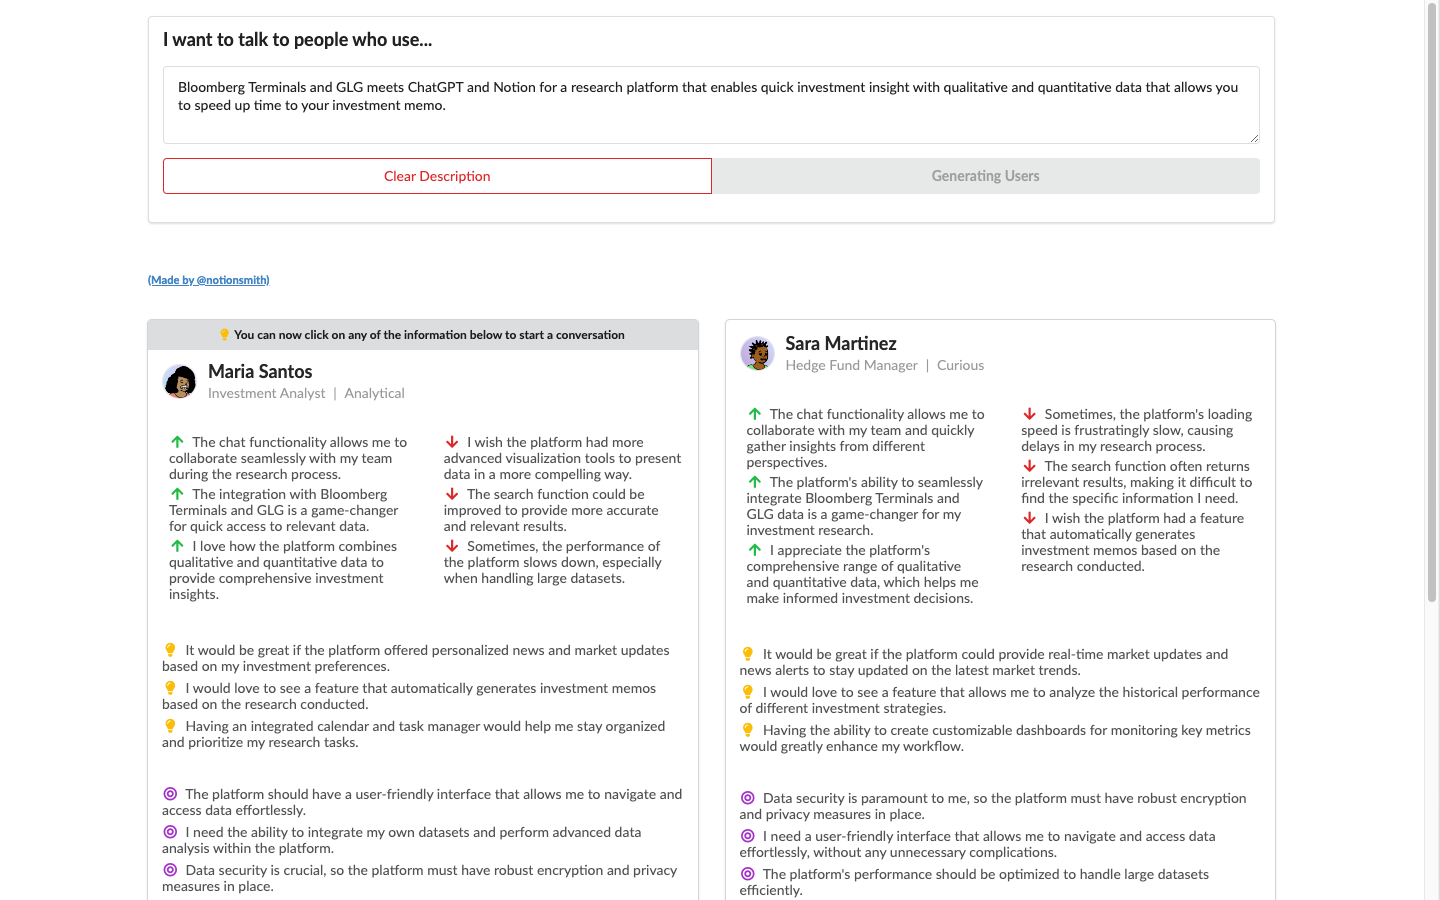 I want to talk to people who use...
Bloomberg Terminals and GLG meets ChatGPT and Notion for a research platform that enables quick investment insight with qualitative and quantitative data that allows you
to speed up time to your investment memo.
Clear Description
Generating Users
(Made by @notionsmith)
You can now click on any of the information below to start a conversation
Maria Santos
Investment Analyst | Analytical
The chat functionality allows me to
collaborate seamlessly with my team
during the research process.
The integration with Bloomberg
Terminals and GLG is a game-changer
for quick access to relevant data.
I love how the platform combines
qualitative and quantitative data to
provide comprehensive investment
insights.
I wish the platform had more
advanced visualization tools to present
data in a more compelling way.
The search function could be
improved to provide more accurate
and relevant results.
Sometimes, the performance of
the platform slows down, especially
when handling large datasets.
It would be great if the platform offered personalized news and market updates
based on my investment preferences.
I would love to see a feature that automatically generates investment memos
based on the research conducted.
Having an integrated calendar and task manager would help me stay organized
and prioritize my research tasks.
The platform should have a user-friendly interface that allows me to navigate and
access data effortlessly.
I need the ability to integrate my own datasets and perform advanced data
analysis within the platform.
Data security is crucial, so the platform must have robust encryption and privacy
measures in place.
Sara Martinez
Hedge Fund Manager | Curious
The chat functionality allows me to
collaborate with my team and quickly
gather insights from different
perspectives.
The platform's ability to seamlessly
integrate Bloomberg Terminals and
GLG data is a game-changer for my
investment research.
I appreciate the platform's
comprehensive range of qualitative
and quantitative data, which helps me
make informed investment decisions.
Sometimes, the platform's loading
speed is frustratingly slow, causing
delays in my research process.
The search function often returns
irrelevant results, making it difficult to
find the specific information I need.
I wish the platform had a feature
that automatically generates
investment memos based on the
research conducted.
It would be great if the platform could provide real-time market updates and
news alerts to stay updated on the latest market trends.
I would love to see a feature that allows me to analyze the historical performance
of different investment strategies.
Having the ability to create customizable dashboards for monitoring key metrics
would greatly enhance my workflow.
Data security is paramount to me, so the platform must have robust encryption
and privacy measures in place.
I need a user-friendly interface that allows me to navigate and access data
effortlessly, without any unnecessary complications.
The platform's performance should be optimized to handle large datasets
efficiently.